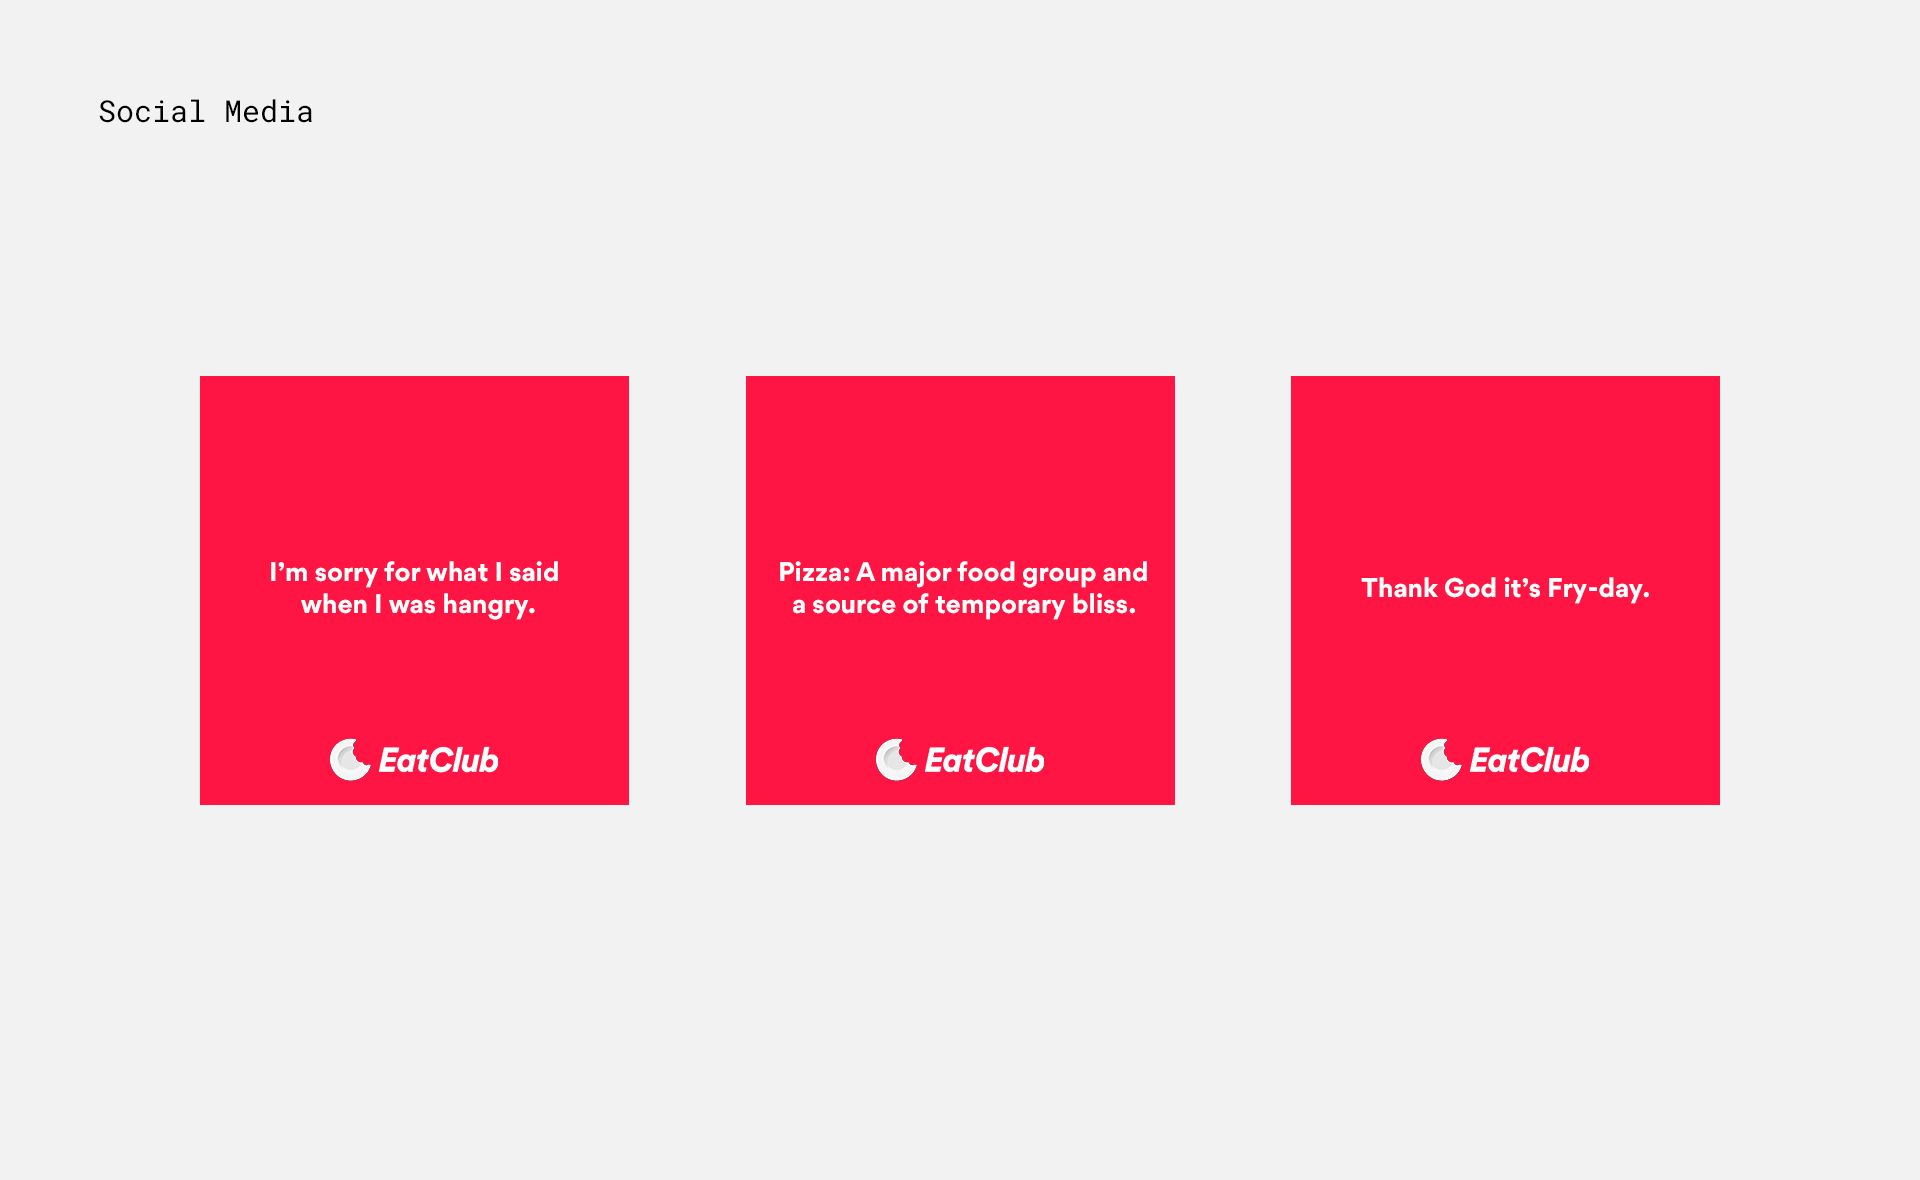 Social Media
I’m sorry for what I said
when I was hangry.
EatClub
Pizza: A major food group and
a source of temporary bliss.
EatClub
Thank God it’s Fry-day.
EatClub